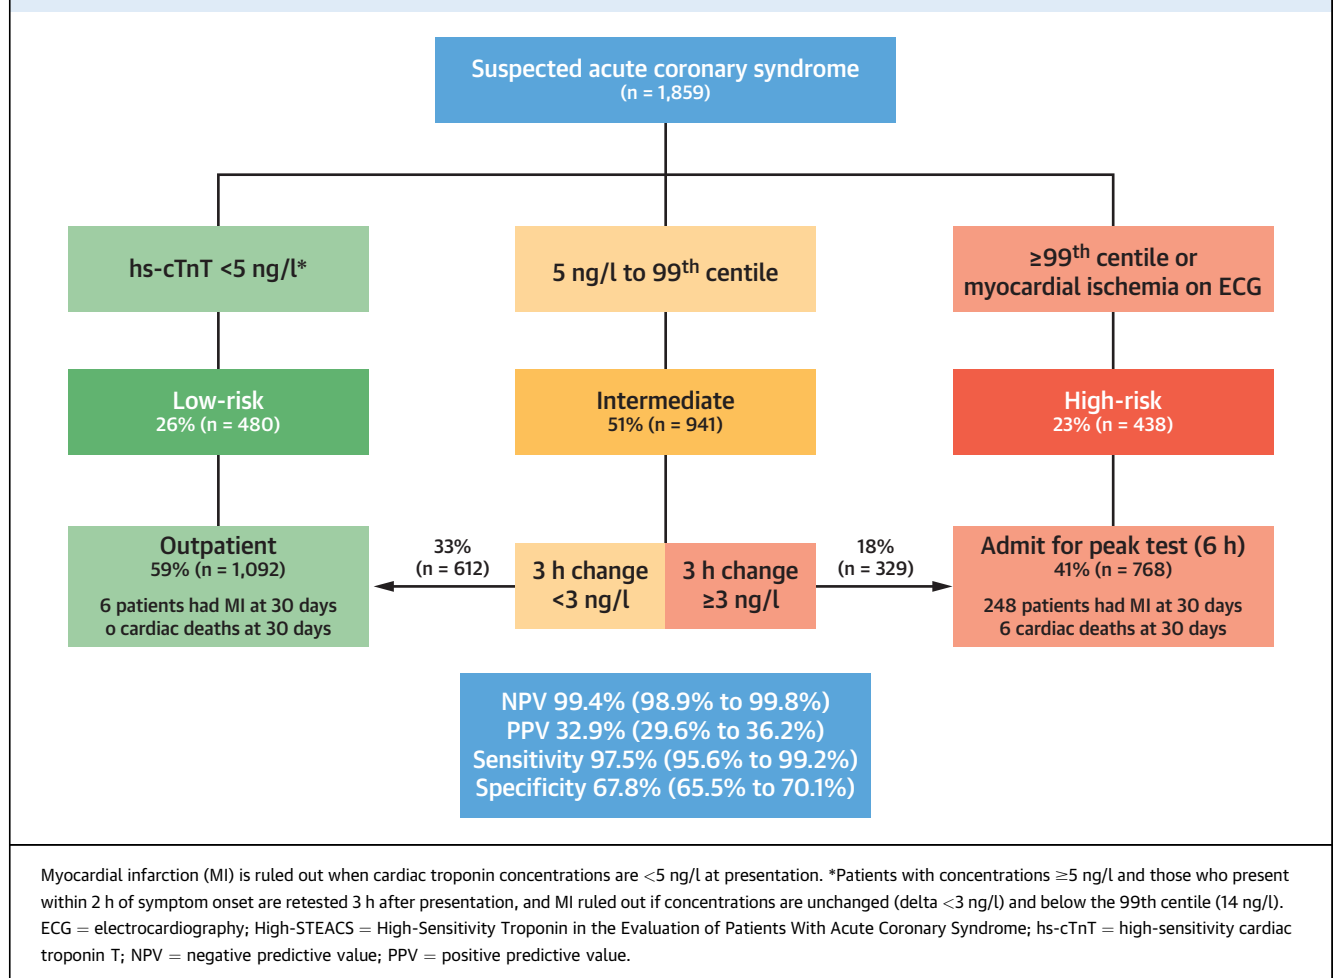 Suspected acute coronary syndrome
(n = 1,859)
hs-cTnT <5 ng/l*
5 ng/l to 99th centile
≥99th centile or
myocardial ischemia on ECG
Low-risk
26% (n = 480)
Intermediate
51% (n = 941)
High-risk
23% (n = 438)
Outpatient
59% (n = 1,092)
6 patients had MI at 30 days
o cardiac deaths at 30 days
33%
(n = 612)
3 h change
<3 ng/l
3 h change
≥3 ng/l
18%
(n = 329)
Admit for peak test (6 h)
41% (n = 768)
248 patients had MI at 30 days
6 cardiac deaths at 30 days
NPV 99.4% (98.9% to 99.8%)
PPV 32.9% (29.6% to 36.2%)
Sensitivity 97.5% (95.6% to 99.2%)
Specificity 67.8% (65.5% to 70.1%)
Myocardial infarction (MI) is ruled out when cardiac troponin concentrations are <5 ng/l at presentation. *Patients with concentrations ≥5 ng/l and those who present
within 2 h of symptom onset are retested 3 h after presentation, and MI ruled out if concentrations are unchanged (delta <3 ng/l) and below the 99th centile (14 ng/l).
ECG = electrocardiography; High-STEACS = High-Sensitivity Troponin in the Evaluation of Patients With Acute Coronary Syndrome; hs-cTnT = high-sensitivity cardiac
troponin T; NPV = negative predictive value; PPV = positive predictive value.